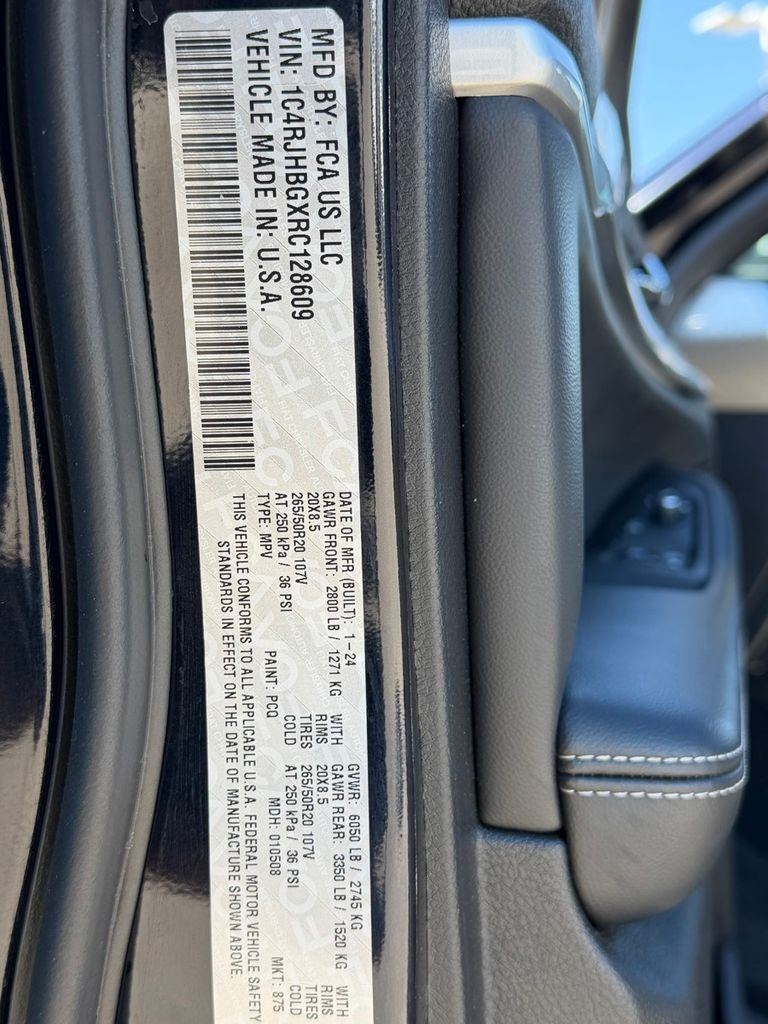 MFD BY: FCA US LLC
VIN: 1C4RJHBGXRC128609
VEHICLE MADE IN: U.S.A.
DATE OF MFR (BUILT): 1-24 GVWR: 6050 LB / 2745 KG
GAWR FRONT: 2800 LB / 1271 KG WITH GAWR REAR: 3350 LB / 1520 KG WITH
20X8.5 RIMS 20X8.5 RIMS
265/50R20 107V TIRES 265/50R20 107V TIRES
AT 250 kPa / 36 PSI COLD AT 250 kPa / 36 PSI COLD
TYPE: MPV PAINT: PCQ MDH: 010508 MKT: 875
THIS VEHICLE CONFORMS TO ALL APPLICABLE U.S.A. FEDERAL MOTOR VEHICLE SAFETY
STANDARDS IN EFFECT ON THE DATE OF MANUFACTURE SHOWN ABOVE.